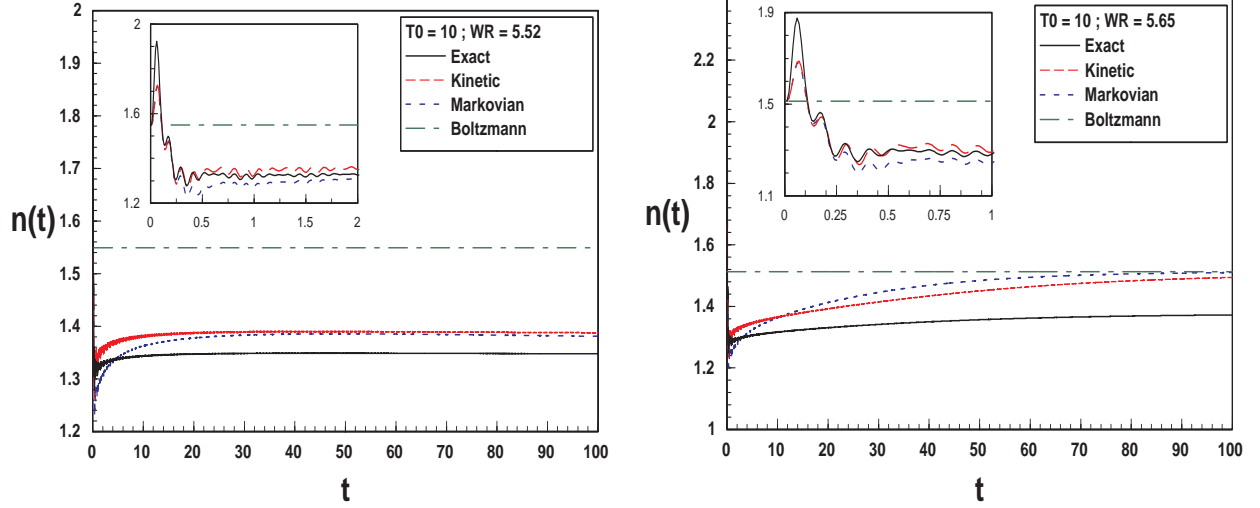 2
1.9
1.8
1.7
1.6
1.5
1.4
1.3
1.2
n(t)
0 10 20 30 40 50 60 70 80 90 100
t
2
1.6
1.2
0 0.5 1 1.5 2
T0 = 10 ; WR = 5.52
Exact
Kinetic
Markovian
Boltzmann
2.4
2.2
2
1.8
1.6
1.4
1.2
1
n(t)
0 10 20 30 40 50 60 70 80 90 100
t
1.9
1.5
1.1
0 0.25 0.5 0.75 1
T0 = 10 ; WR = 5.65
Exact
Kinetic
Markovian
Boltzmann